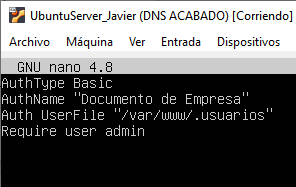 UbuntuServer_Javier (DNS ACABADO) [Corriendo]
Archivo Máquina Ver Entrada Dispositivos
GNU nano 4.8
AuthType Basic
AuthName "Documento de Empresa"
Auth UserFile "/var/www/.usuarios"
Require user admin